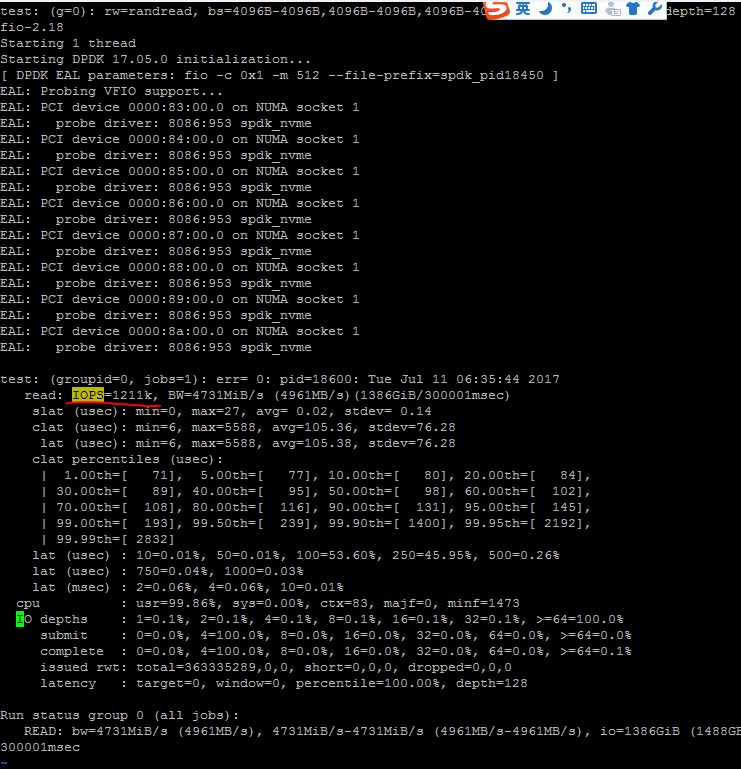 test: (g=0): rw=randread, bs=4096B-4096B,4096B-4096B,4096B-40 英 depth=128
fio-2.18
Starting 1 thread
Starting DPDK 17.05.0 initialization...
[ DPDK EAL parameters: fio -c 0x1 -m 512 --file-prefix=spdk_pid18450 ]
EAL: Probing VFIO support...
EAL: PCI device 0000:83:00.0 on NUMA socket 1
EAL:   probe driver: 8086:953 spdk_nvme
EAL: PCI device 0000:84:00.0 on NUMA socket 1
EAL:   probe driver: 8086:953 spdk_nvme
EAL: PCI device 0000:85:00.0 on NUMA socket 1
EAL:   probe driver: 8086:953 spdk_nvme
EAL: PCI device 0000:86:00.0 on NUMA socket 1
EAL:   probe driver: 8086:953 spdk_nvme
EAL: PCI device 0000:87:00.0 on NUMA socket 1
EAL:   probe driver: 8086:953 spdk_nvme
EAL: PCI device 0000:88:00.0 on NUMA socket 1
EAL:   probe driver: 8086:953 spdk_nvme
EAL: PCI device 0000:89:00.0 on NUMA socket 1
EAL:   probe driver: 8086:953 spdk_nvme
EAL: PCI device 0000:8a:00.0 on NUMA socket 1
EAL:   probe driver: 8086:953 spdk_nvme
test: (groupid=0, jobs=1): err= 0: pid=18600: Tue Jul 11 06:35:44 2017
   read: IOPS=1211k, BW=4731MiB/s (4961MB/s)(1386GiB/300001msec)
    slat (usec): min=0, max=27, avg= 0.02, stdev= 0.14
    clat (usec): min=6, max=5588, avg=105.36, stdev=76.28
     lat (usec): min=6, max=5588, avg=105.38, stdev=76.28
    clat percentiles (usec):
     |  1.00th=[   71],  5.00th=[   77], 10.00th=[   80], 20.00th=[   84],
     | 30.00th=[   89], 40.00th=[   95], 50.00th=[   98], 60.00th=[  102],
     | 70.00th=[  108], 80.00th=[  116], 90.00th=[  131], 95.00th=[  145],
     | 99.00th=[  193], 99.50th=[  239], 99.90th=[ 1400], 99.95th=[ 2192],
     | 99.99th=[ 2832]
    lat (usec) : 10=0.01%, 50=0.01%, 100=53.60%, 250=45.95%, 500=0.26%
    lat (usec) : 750=0.04%, 1000=0.03%
    lat (msec) : 2=0.06%, 4=0.06%, 10=0.01%
  cpu          : usr=99.86%, sys=0.00%, ctx=83, majf=0, minf=1473
  IO depths    : 1=0.1%, 2=0.1%, 4=0.1%, 8=0.1%, 16=0.1%, 32=0.1%, >=64=100.0%
     submit    : 0=0.0%, 4=100.0%, 8=0.0%, 16=0.0%, 32=0.0%, 64=0.0%, >=64=0.0%
     complete  : 0=0.0%, 4=100.0%, 8=0.0%, 16=0.0%, 32=0.0%, 64=0.0%, >=64=0.1%
     issued rwt: total=363335289,0,0, short=0,0,0, dropped=0,0,0
     latency   : target=0, window=0, percentile=100.00%, depth=128
Run status group 0 (all jobs):
   READ: bw=4731MiB/s (4961MB/s), 4731MiB/s-4731MiB/s (4961MB/s-4961MB/s), io=1386GiB (1488GB
300001msec
~